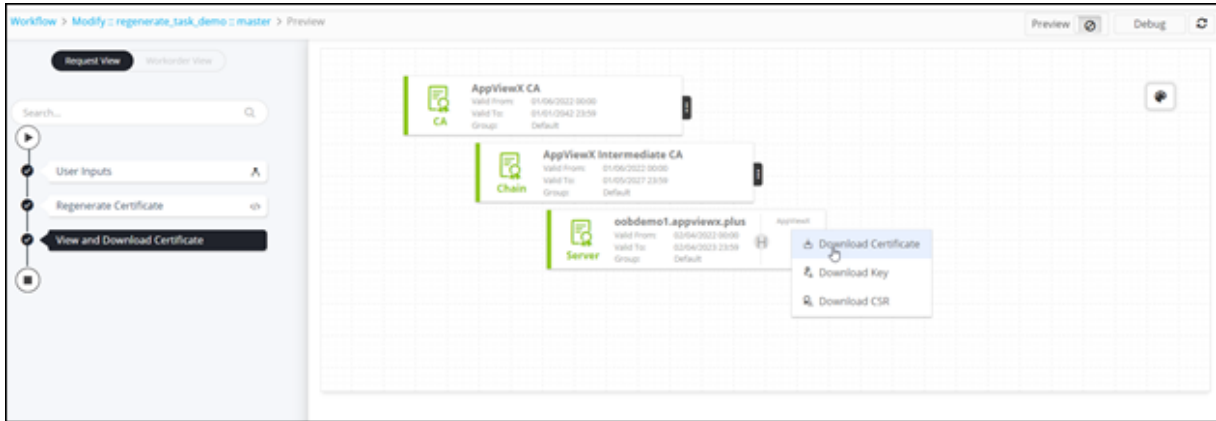 Workflow > Modify :: regenerate_task_demo :: master > Preview
Preview
Debug
Request View
Workorder View
Search...
User Inputs
Regenerate Certificate
View and Download Certificate
CA
AppViewX CA
Valid From: 01/06/2022 00:00
Valid To: 01/01/2042 23:59
Group: Default
Chain
AppViewX Intermediate CA
Valid From: 01/06/2022 00:00
Valid To: 01/05/2027 23:59
Group: Default
Server
oobdemo1.appviewx.plus
Valid From: 02/04/2022 00:00
Valid To: 02/04/2023 23:59
Group: Default
AppViewX
Download Certificate
Download Key
Download CSR